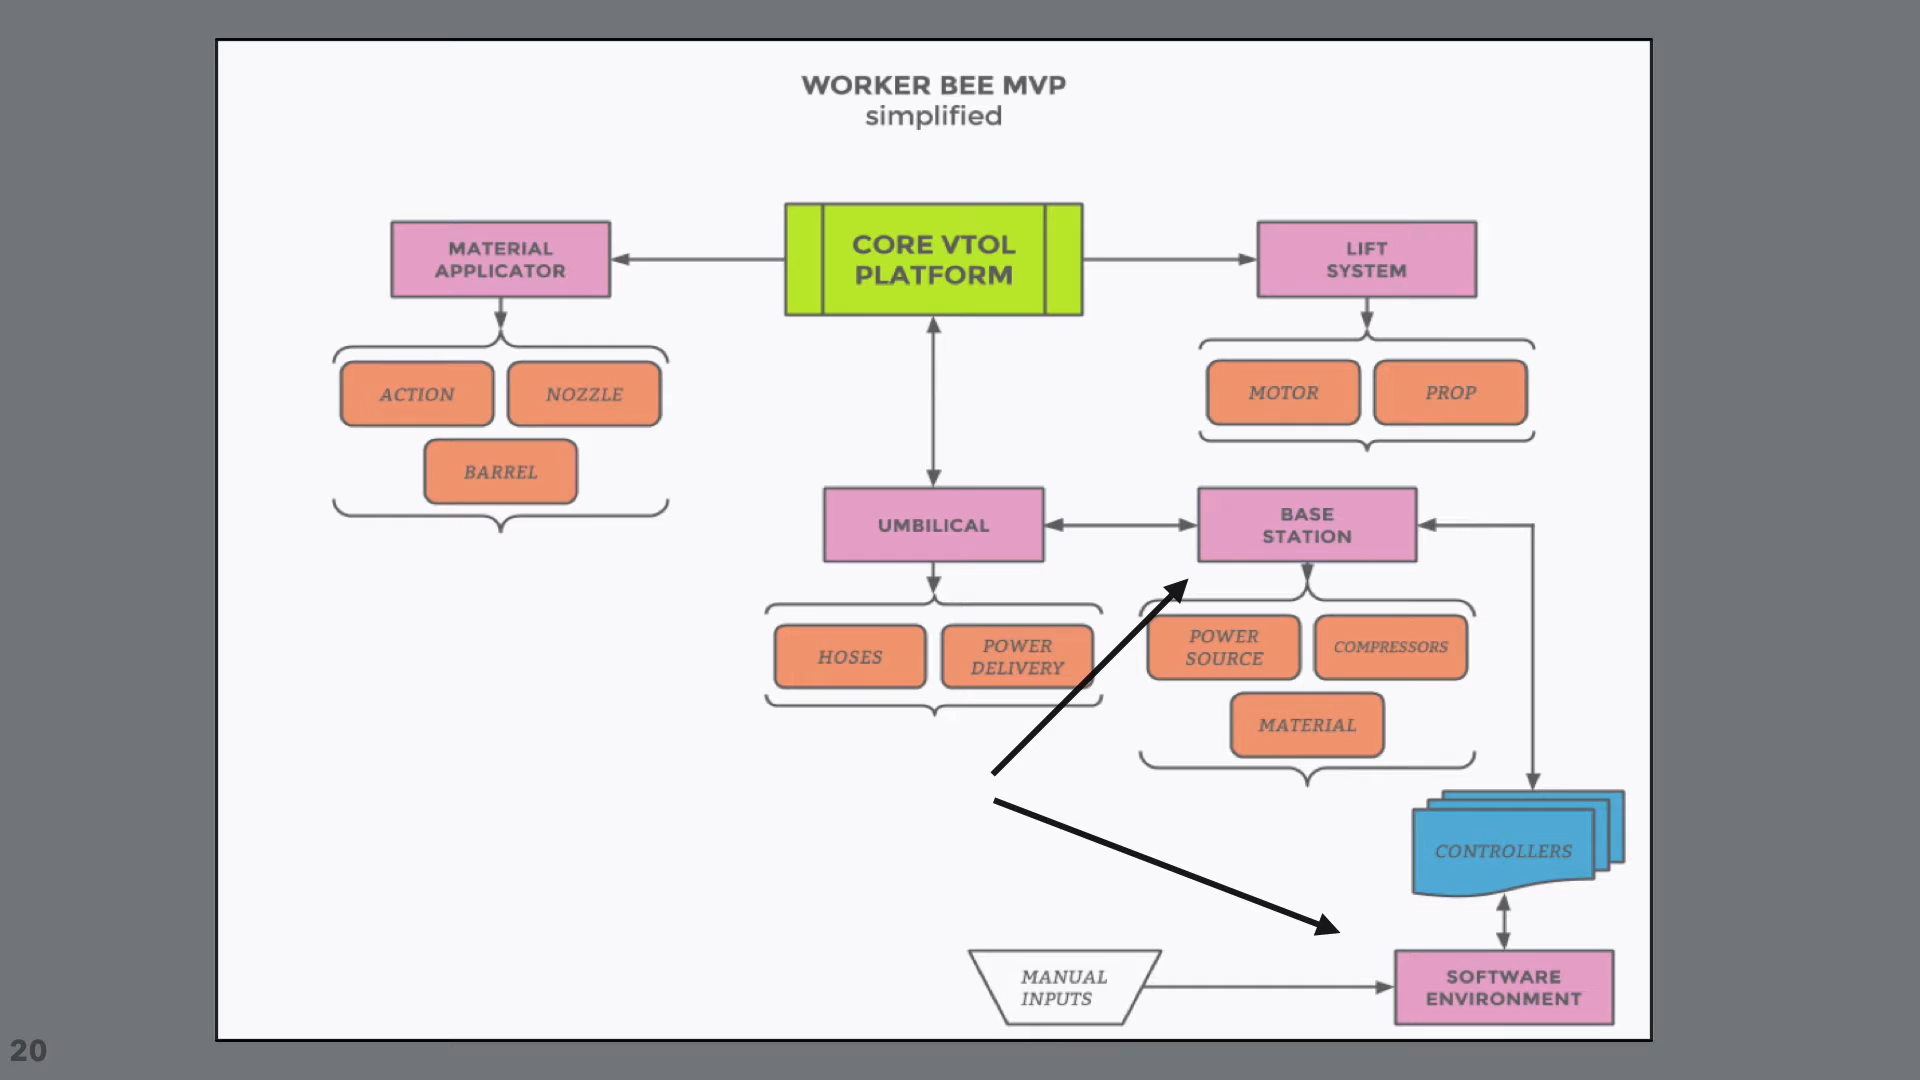 WORKER BEE MVP
simplified
MATERIAL
APPLICATOR
CORE VTOL
PLATFORM
LIFT
SYSTEM
ACTION
NOZZLE
BARREL
MOTOR
PROP
UMBILICAL
BASE
STATION
HOSES
POWER
DELIVERY
POWER
SOURCE
COMPRESSORS
MATERIAL
CONTROLLERS
MANUAL
INPUTS
SOFTWARE
ENVIRONMENT
20